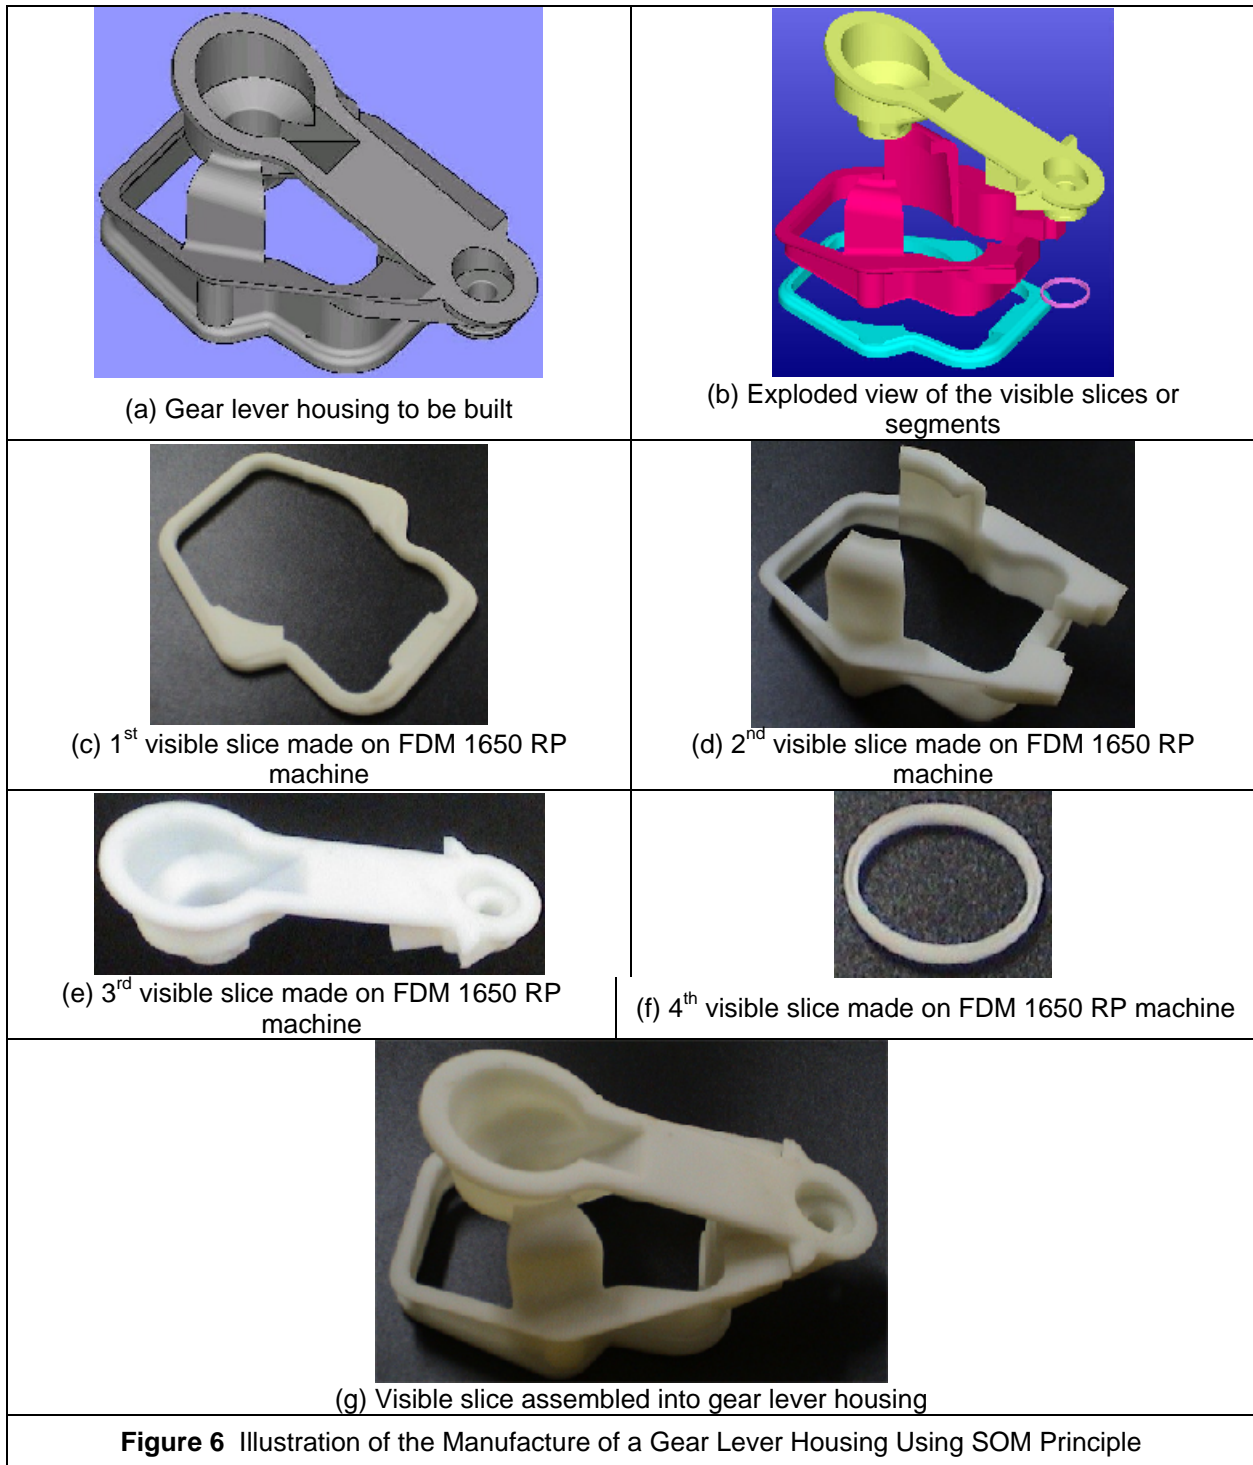 (a) Gear lever housing to be built
(b) Exploded view of the visible slices or
segments
(c) 1st visible slice made on FDM 1650 RP
machine
(d) 2nd visible slice made on FDM 1650 RP
machine
(e) 3rd visible slice made on FDM 1650 RP
machine
(f) 4th visible slice made on FDM 1650 RP machine
(g) Visible slice assembled into gear lever housing
Figure 6 Illustration of the Manufacture of a Gear Lever Housing Using SOM Principle